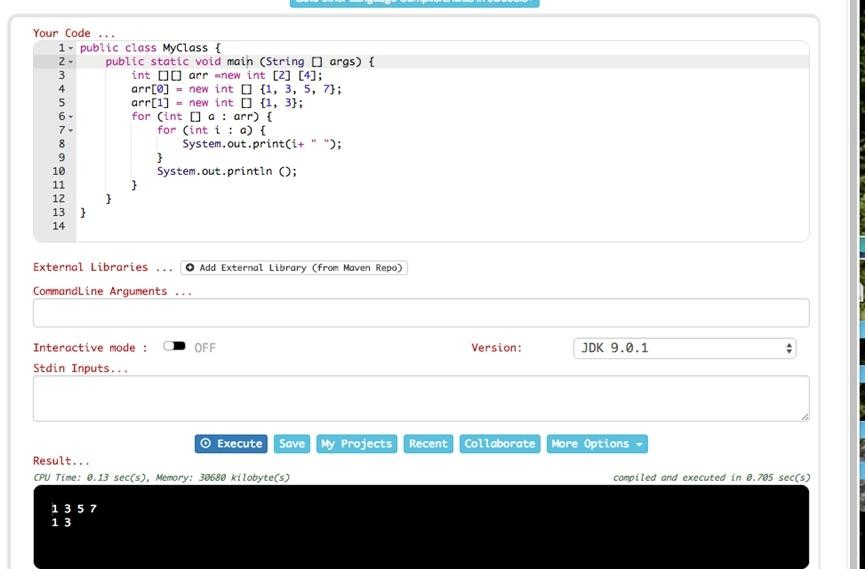 Your Code ...
1 public class MyClass {
2 public static void main (String [] args) {
3 int [][] arr =new int [2] [4];
4 arr[0] = new int [] {1, 3, 5, 7};
5 arr[1] = new int [] {1, 3};
6 for (int [] a : arr) {
7 for (int i : a) {
8 System.out.print(i+ " ");
9 }
10 System.out.println ();
11 }
12 }
13 }
14
External Libraries ... Add External Library (from Maven Repo)
CommandLine Arguments ...
Interactive mode : OFF Version: JDK 9.0.1
Stdin Inputs...
Execute Save My Projects Recent Collaborate More Options
Result...
CPU Time: 0.13 sec(s), Memory: 30680 kilobyte(s) compiled and executed in 0.705 sec(s)
1 3 5 7
1 3